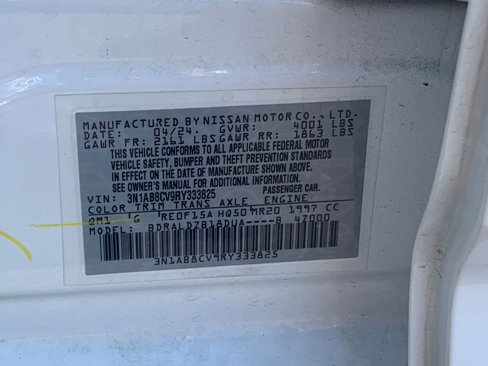 MANUFACTURED BY NISSAN MOTOR CO., LTD.
DATE: 04/24 GVWR: 4001 LBS
GAWR FR: 2161 LBS GAWR RR: 1863 LBS
THIS VEHICLE CONFORMS TO ALL APPLICABLE FEDERAL MOTOR
VEHICLE SAFETY, BUMPER AND THEFT PREVENTION STANDARDS
IN EFFECT ON THE DATE OF MANUFACTURE SHOWN ABOVE.
SEE OWNER'S MANUAL FOR ADDITIONAL INFORMATION
VIN: 3N1AB8CV9RY333825 PASSENGER CAR
COLOR TRIM TRANS AXLE ENGINE
QM1 G RE0F15A HQ50 MR20 1997 CC
MODEL: BDRALDZB18DUA----B 47000
3N1AB8CV9RY333825